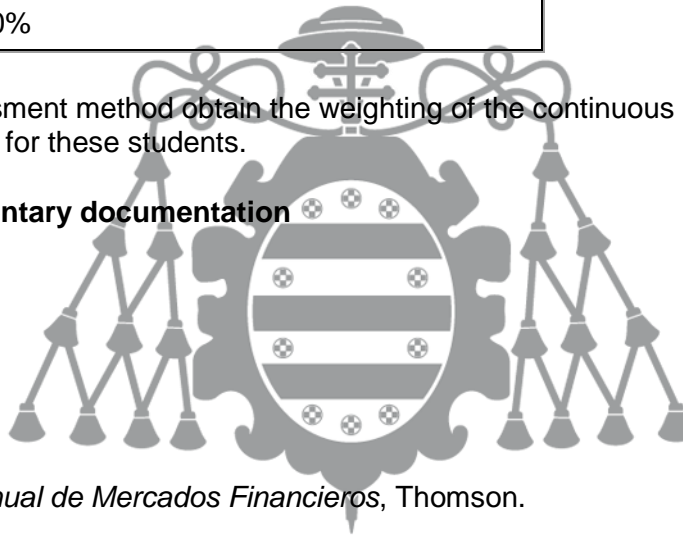 0%
sment method obtain the weighting of the continuous
for these students.
ntary documentation
nual de Mercados Financieros, Thomson.